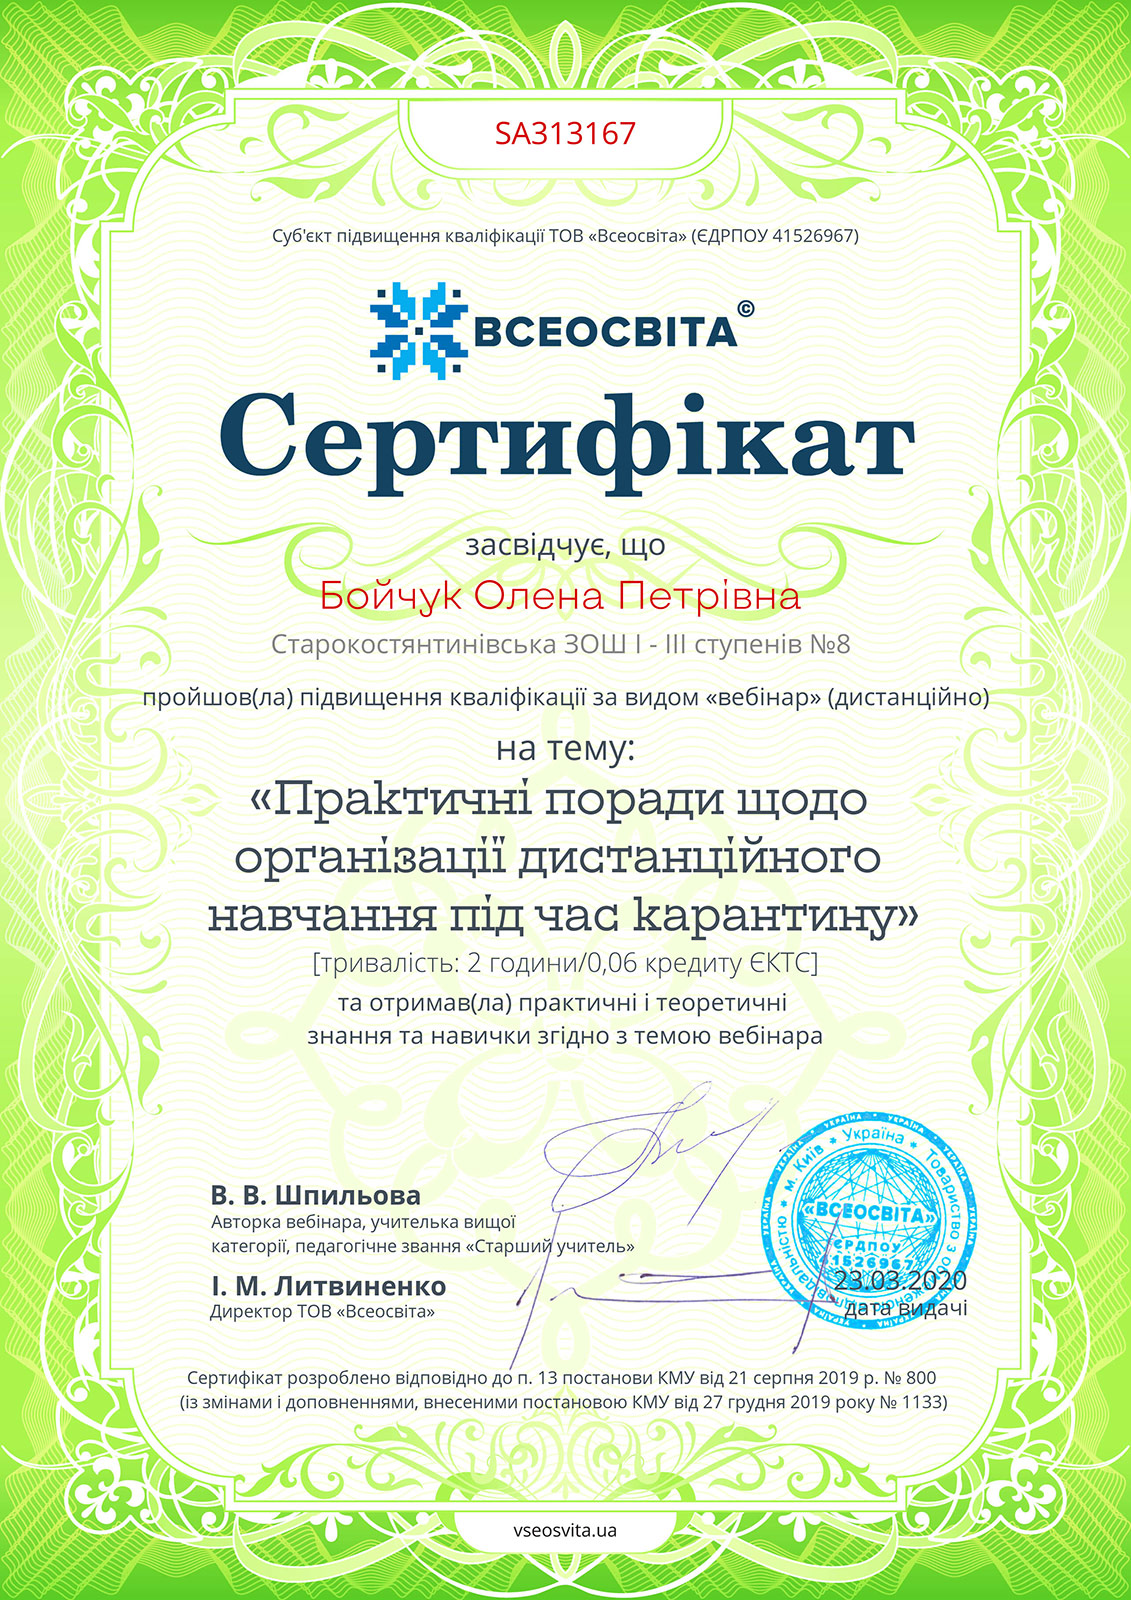 SA313167
Суб'єкт підвищення кваліфікації ТОВ «Всеосвіта» (ЄДРПОУ 41526967)
ВСЕОСВІТА©
Сертифікат
засвідчує, що
Бойчук Олена Петрівна
Старокостянтинівська ЗОШ І - ІІІ ступенів №8
пройшов(ла) підвищення кваліфікації за видом «вебінар» (дистанційно)
на тему:
«Практичні поради щодо
організації дистанційного
навчання під час карантину»
[тривалість: 2 години/0,06 кредиту ЄКТС]
та отримав(ла) практичні і теоретичні
знання та навички згідно з темою вебінара
В. В. Шпильова
Авторка вебінара, учителька вищої
категорії, педагогічне звання «Старший учитель»
І. М. Литвиненко
Директор ТОВ «Всеосвіта»
м. Київ * Україна * Товариство з обмеженою відповідальністю
«ВСЕОСВІТА»
ЄРДПОУ
41526967
23.03.2020
дата видачі
Сертифікат розроблено відповідно до п. 13 постанови КМУ від 21 серпня 2019 р. № 800
(із змінами і доповненнями, внесеними постановою КМУ від 27 грудня 2019 року № 1133)
vseosvita.ua